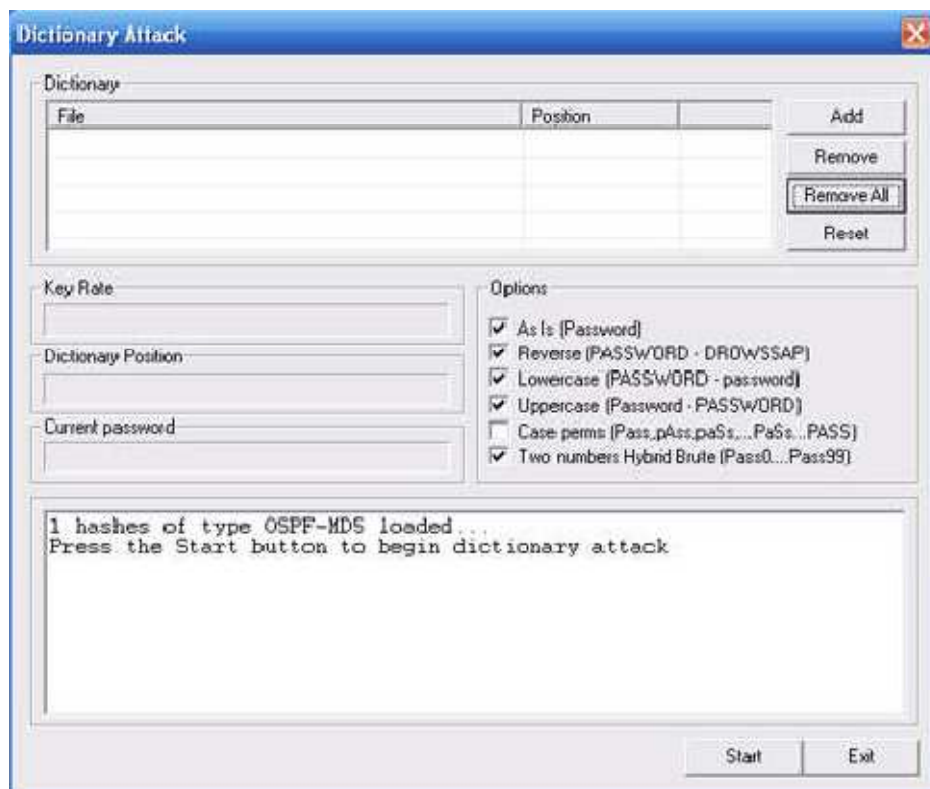 Dictionary Attack
Dictionary
File Position
Add
Remove
Remove All
Reset
Key Rate
Dictionary Position
Current password
Options
As Is (Password)
Reverse (PASSWORD - DROWSSAP)
Lowercase (PASSWORD - password)
Uppercase (Password - PASSWORD)
Case perms (Pass,pAss,paSs,...PaSs...PASS)
Two numbers Hybrid Brute (Pass0....Pass99)
1 hashes of type OSPF-MD5 loaded...
Press the Start button to begin dictionary attack
Start Exit